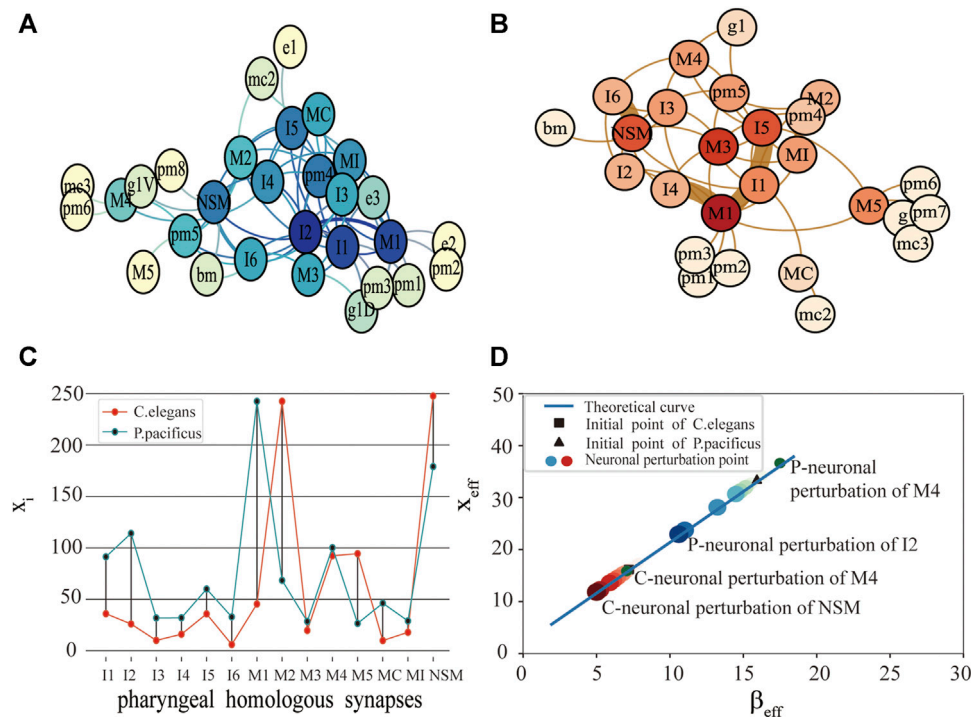 A
e1
mc2
I5
MC
M2
MI
pm8
I4
pm4
mc3
g1V
I3
e3
M4
NSM
pm6
pm5
I2
I1
M1
e2
M5
bm
I6
M3
pm2
pm3
pm1
g1D
B
g1
M4
I6
I3
pm5
M2
pm4
bm
NSM
M3
I5
MI
I2
I4
I1
pm6
M1
M5
g
pm7
mc3
pm3
pm2
pm1
MC
mc2
C
250
200
150
100
50
0
X_i
C.elegans
P.pacificus
I1 I2 I3 I4 I5 I6 M1 M2 M3 M4 M5 MC MI NSM
pharyngeal homologous synapses
D
50
40
30
20
10
0
x_eff
Theoretical curve
Initial point of C.elegans
Initial point of P.pacificus
Neuronal perturbation point
P-neuronal
perturbation of M4
P-neuronal perturbation of I2
C-neuronal perturbation of M4
C-neuronal perturbation of NSM
0 5 10 15 20 25 30
β_eff